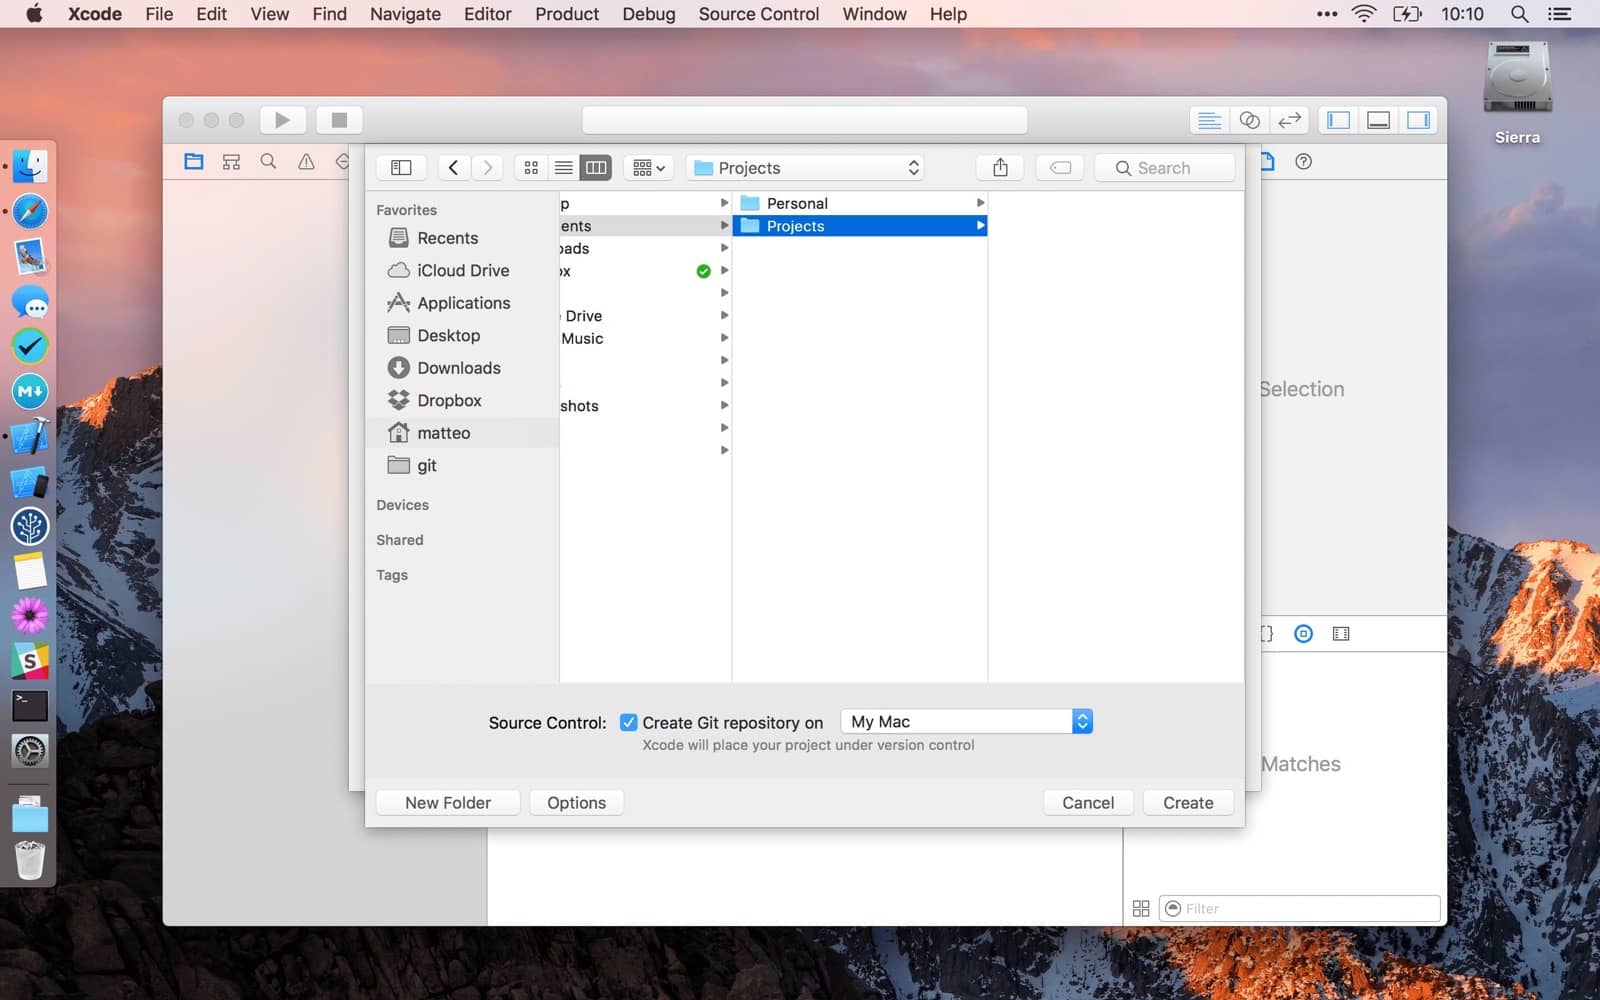 Xcode File Edit View Find Navigate Editor Product Debug Source Control Window Help 10:10
Sierra
Projects
Search
Favorites
Recents
iCloud Drive
Applications
Desktop
Downloads
Dropbox
matteo
git
Devices
Shared
Tags
p
ents
ads
ox
Drive
Music
shots
Personal
Projects
Selection
Source Control: Create Git repository on My Mac
Xcode will place your project under version control
Matches
New Folder Options Cancel Create
Filter
M
S